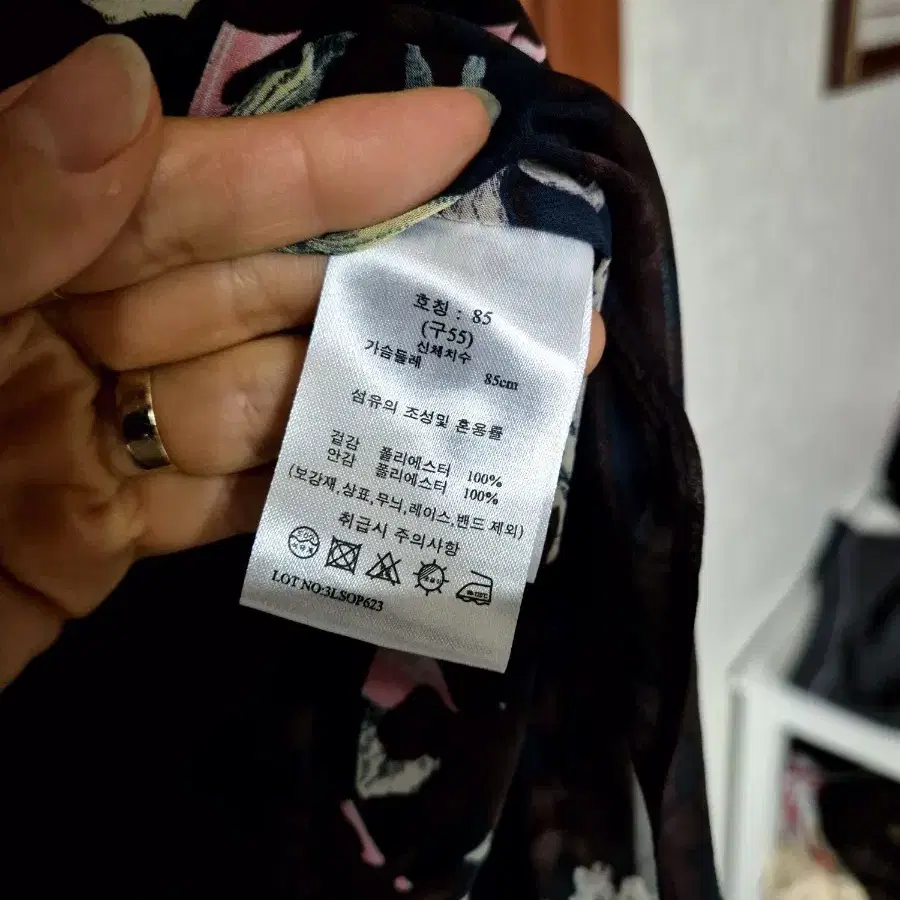 호칭 : 85
(구55)
신체치수
가슴둘레 85cm
섬유의 조성및 혼용률
겉감 폴리에스터 100%
안감 폴리에스터 100%
(보강재,상표,무늬,레이스,밴드 제외)
취급시 주의사항
LOT NO:3LSOP623